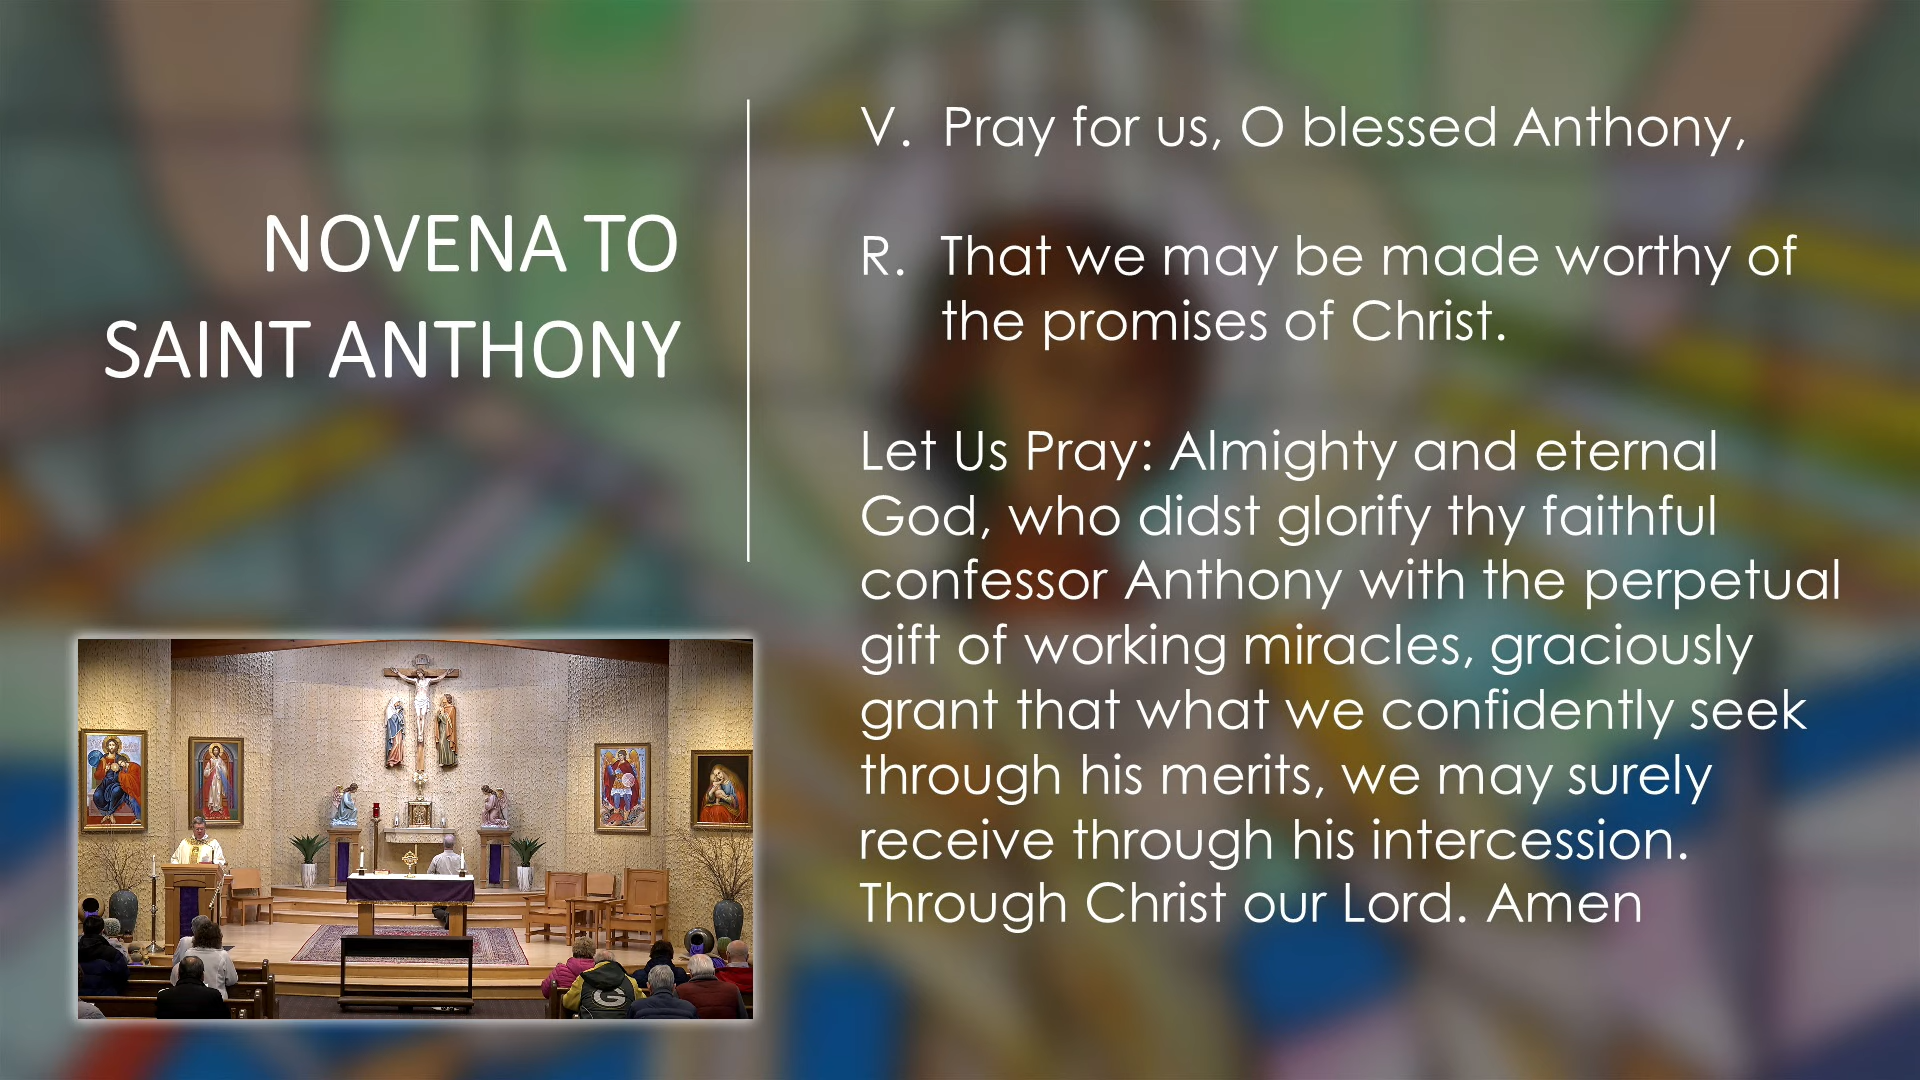 NOVENA TO
SAINT ANTHONY
V. Pray for us, O blessed Anthony,
R. That we may be made worthy of
the promises of Christ.
Let Us Pray: Almighty and eternal
God, who didst glorify thy faithful
confessor Anthony with the perpetual
gift of working miracles, graciously
grant that what we confidently seek
through his merits, we may surely
receive through his intercession.
Through Christ our Lord. Amen
G